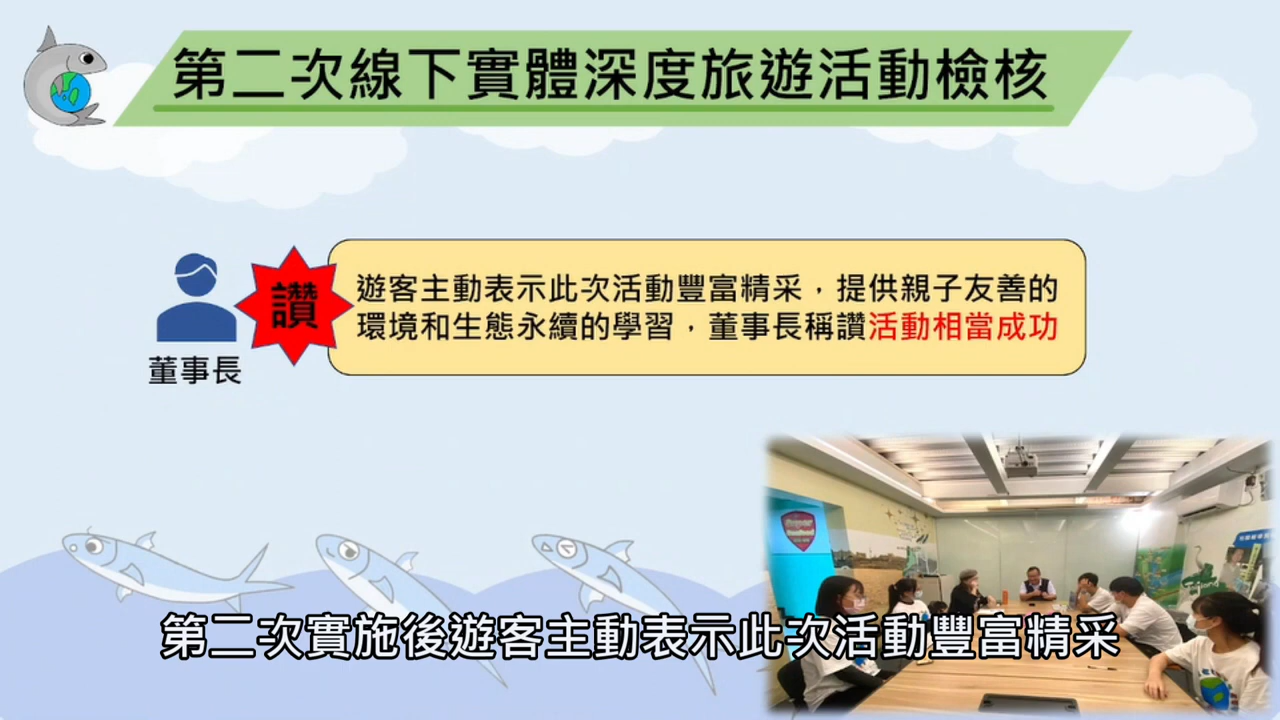 第二次線下實體深度旅遊活動檢核
讚
遊客主動表示此次活動豐富精采，提供親子友善的
環境和生態永續的學習，董事長稱讚活動相當成功
董事長
第二次實施後遊客主動表示此次活動豐富精采